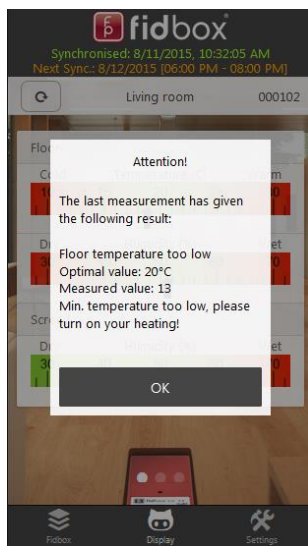 fidbox
Synchronised: 8/11/2015, 10:32:05 AM
Next Sync.: 8/12/2015 [06:00 PM - 08:00 PM]
Living room 000102
Attention!
The last measurement has given
the following result:
Floor temperature too low
Optimal value: 20°C
Measured value: 13
Min. temperature too low, please
turn on your heating!
OK
Fidbox Display Settings